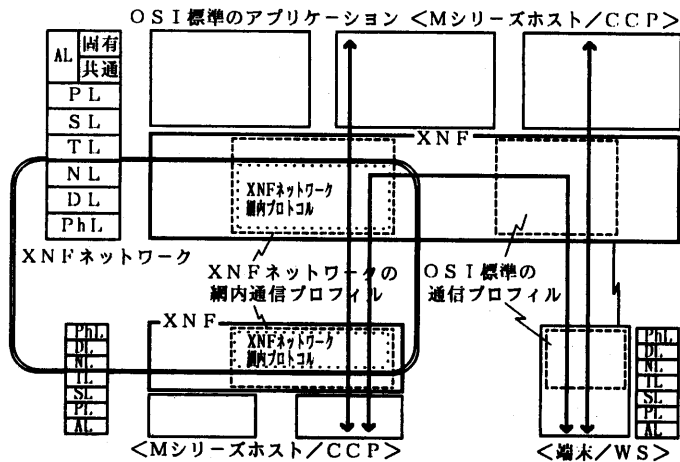 OSI標準のアプリケーション <Mシリーズホスト/CCP>
AL
固有
共通
PL
SL
TL
NL
DL
PhL
XNF
XNFネットワーク
網内プロトコル
XNFネットワーク
XNFネットワークの
網内通信プロフィル
OSI標準の
通信プロフィル
XNF
XNFネットワーク
網内プロトコル
PhL
DL
NL
TL
SL
PL
AL
PhL
DL
NL
TL
SL
PL
AL
<Mシリーズホスト/CCP>
<端末/WS>